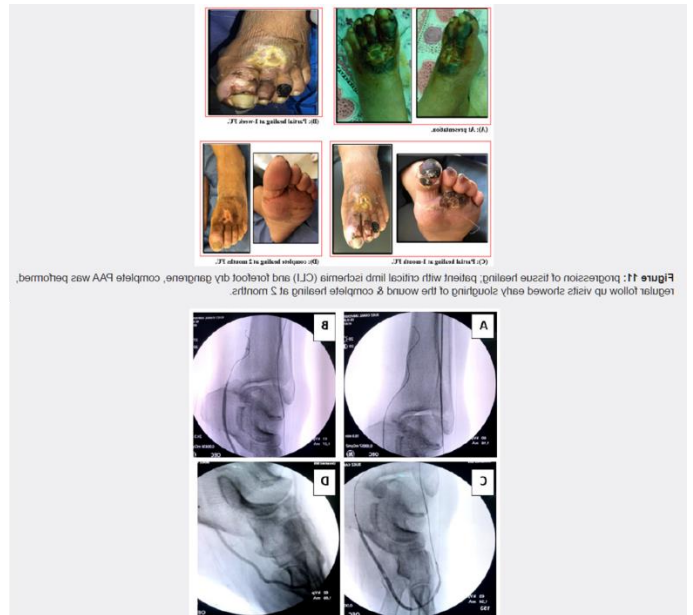 (A): At presentation.
(B): Partial healing at 1-week FU.
(C): Partial healing at 1-month FU.
(D): complete healing at 2 months.
Figure 11: progression of tissue healing; patient with critical limb ischemia (CLI) and forefoot dry gangrene, complete PAA was performed,
regular follow up visits showed early sloughing of the wound & complete healing at 2 months.
A
B
C
D